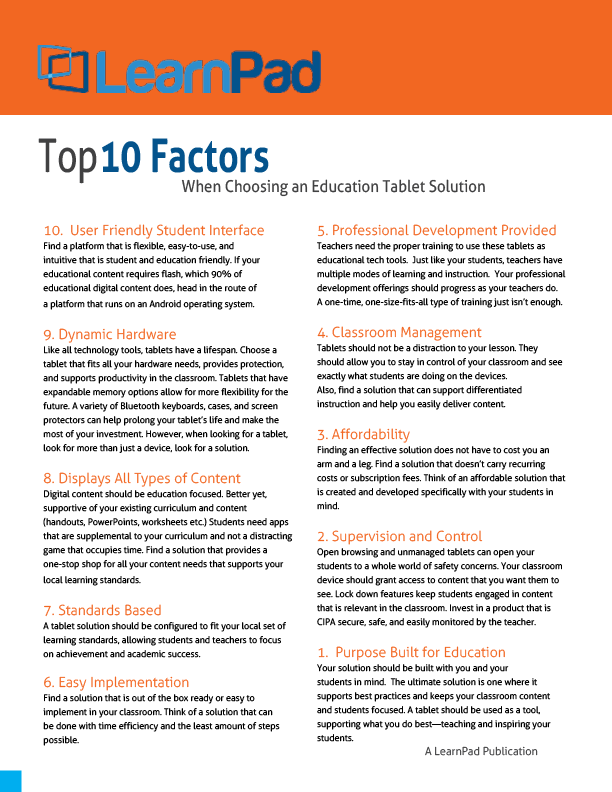 LearnPad
Top 10 Factors
When Choosing an Education Tablet Solution
10. User Friendly Student Interface
Find a platform that is flexible, easy-to-use, and
intuitive that is student and education friendly. If your
educational content requires flash, which 90% of
educational digital content does, head in the route of
a platform that runs on an Android operating system.
9. Dynamic Hardware
Like all technology tools, tablets have a lifespan. Choose a
tablet that fits all your hardware needs, provides protection,
and supports productivity in the classroom. Tablets that have
expandable memory options allow for more flexibility for the
future. A variety of Bluetooth keyboards, cases, and screen
protectors can help prolong your tablet's life and make the
most of your investment. However, when looking for a tablet,
look for more than just a device, look for a solution.
8. Displays All Types of Content
Digital content should be education focused. Better yet,
supportive of your existing curriculum and content
(handouts, PowerPoints, worksheets etc.) Students need apps
that are supplemental to your curriculum and not a distracting
game that occupies time. Find a solution that provides a
one-stop shop for all your content needs that supports your
local learning standards.
7. Standards Based
A tablet solution should be configured to fit your local set of
learning standards, allowing students and teachers to focus
on achievement and academic success.
6. Easy Implementation
Find a solution that is out of the box ready or easy to
implement in your classroom. Think of a solution that can
be done with time efficiency and the least amount of steps
possible.
5. Professional Development Provided
Teachers need the proper training to use these tablets as
educational tech tools. Just like your students, teachers have
multiple modes of learning and instruction. Your professional
development offerings should progress as your teachers do.
A one-time, one-size-fits-all type of training just isn't enough.
4. Classroom Management
Tablets should not be a distraction to your lesson. They
should allow you to stay in control of your classroom and see
exactly what students are doing on the devices.
Also, find a solution that can support differentiated
instruction and help you easily deliver content.
3. Affordability
Finding an effective solution does not have to cost you an
arm and a leg. Find a solution that doesn't carry recurring
costs or subscription fees. Think of an affordable solution that
is created and developed specifically with your students in
mind.
2. Supervision and Control
Open browsing and unmanaged tablets can open your
students to a whole world of safety concerns. Your classroom
device should grant access to content that you want them to
see. Lock down features keep students engaged in content
that is relevant in the classroom. Invest in a product that is
CIPA secure, safe, and easily monitored by the teacher.
1. Purpose Built for Education
Your solution should be built with you and your
students in mind. The ultimate solution is one where it
supports best practices and keeps your classroom content
and students focused. A tablet should be used as a tool,
supporting what you do best—teaching and inspiring your
students.
A LearnPad Publication